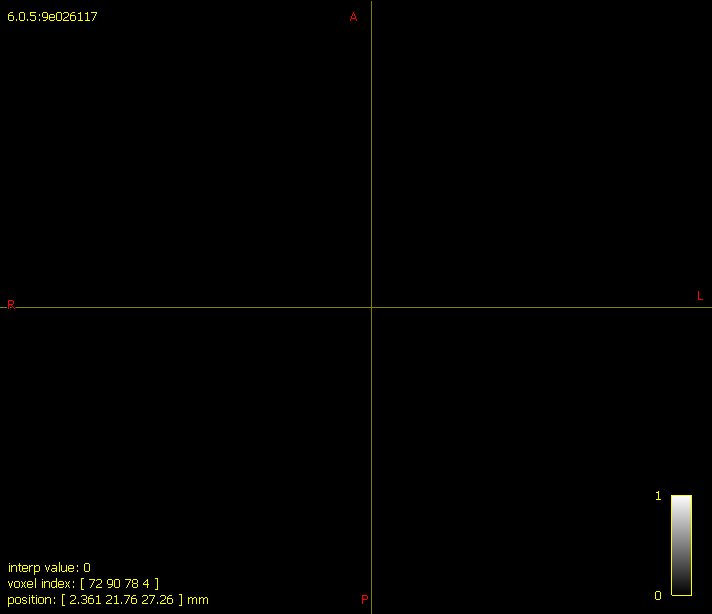 6.0.5:9e026117
A
R
L
1
0
interp value: 0
voxel index: [ 72 90 78 4 ]
position: [ 2.361 21.76 27.26 ] mm
P